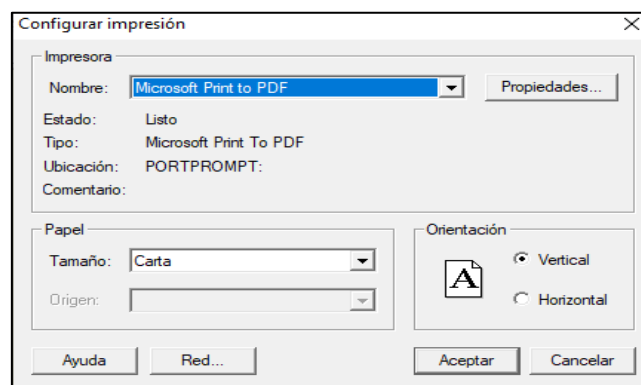 Configurar impresión
Impresora
Nombre: Microsoft Print to PDF Propiedades...
Estado: Listo
Tipo: Microsoft Print To PDF
Ubicación: PORTPROMPT:
Comentario:
Papel
Tamaño: Carta
Origen:
Orientación
A
Vertical
Horizontal
Ayuda Red... Aceptar Cancelar